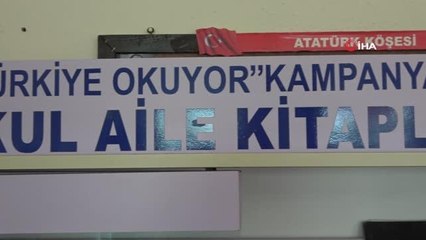 ATATÜRK KÖŞESİ
İHA
ÜRKİYE OKUYOR”KAMPANYA
KUL AİLE KİTAPL